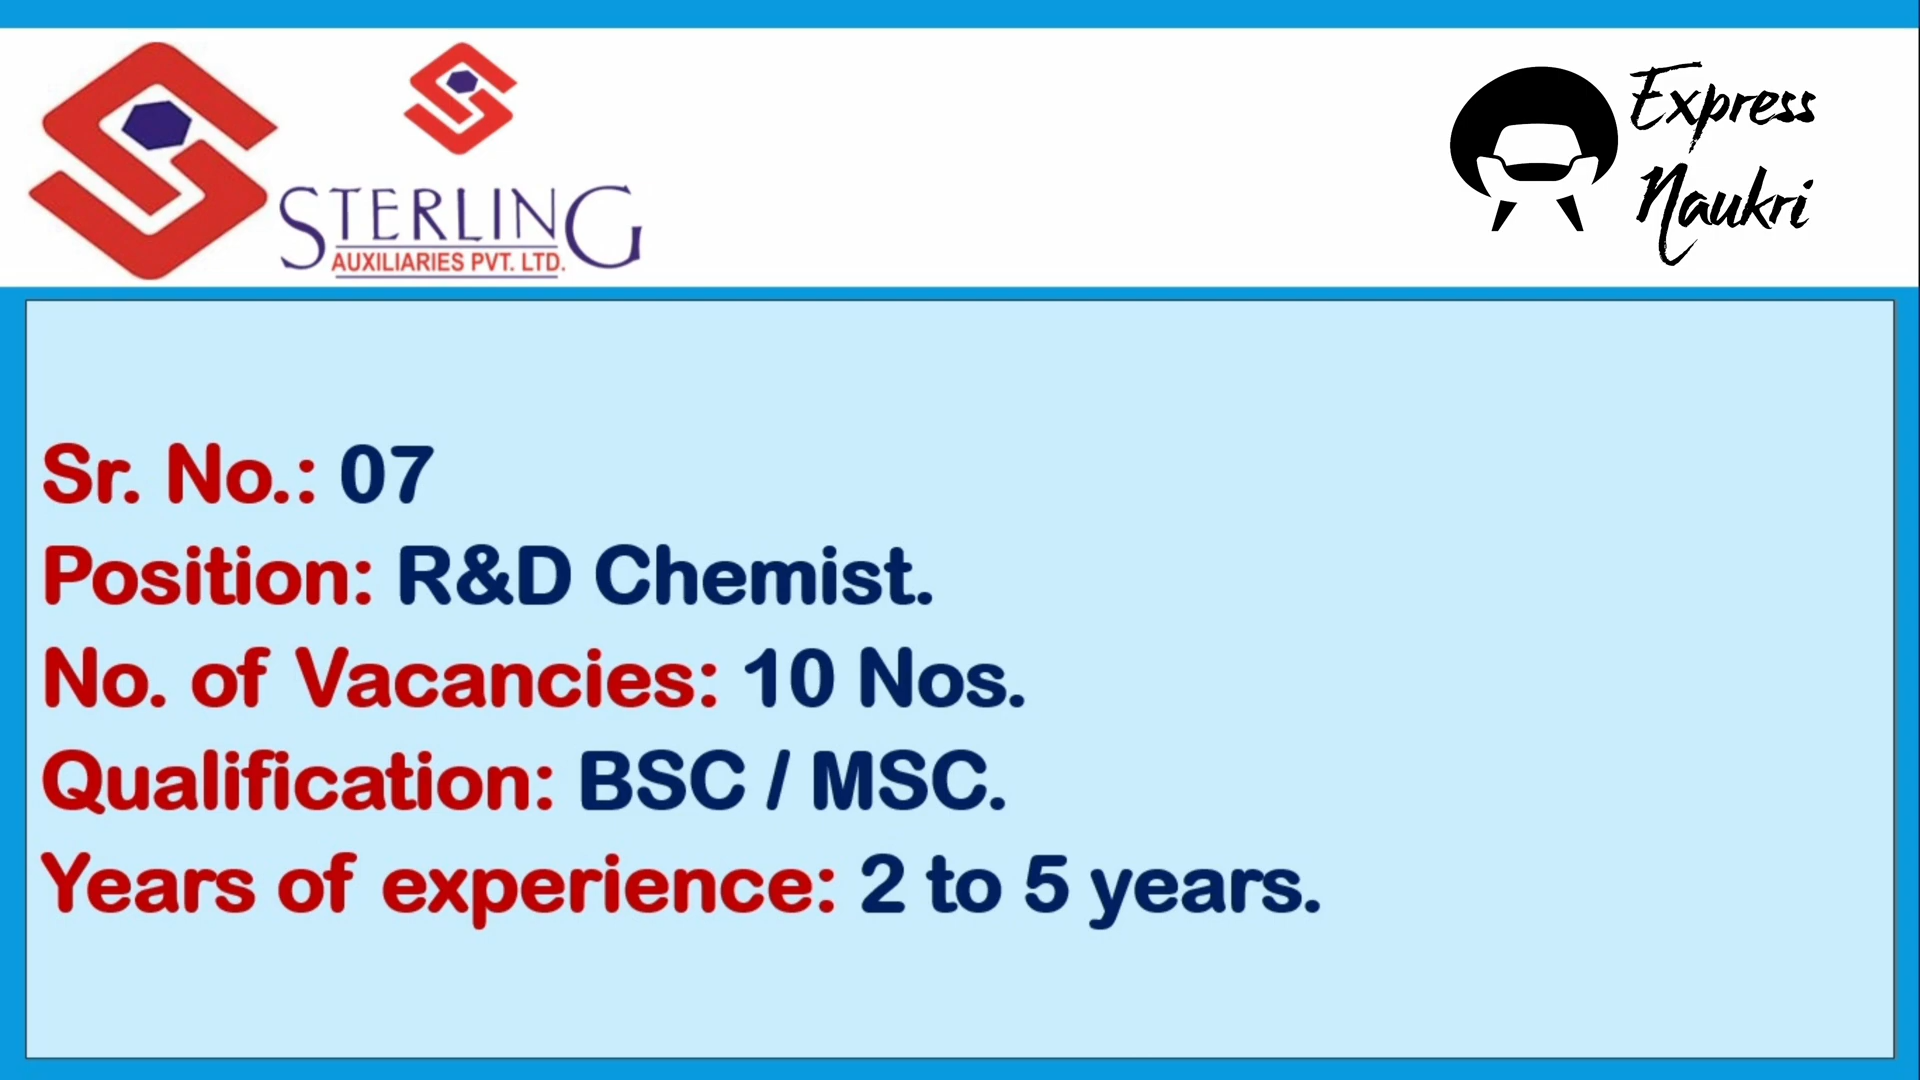 STERLING
AUXILIARIES PVT. LTD.
Express
Naukri
Sr. No.: 07
Position: R&D Chemist.
No. of Vacancies: 10 Nos.
Qualification: BSC / MSC.
Years of experience: 2 to 5 years.